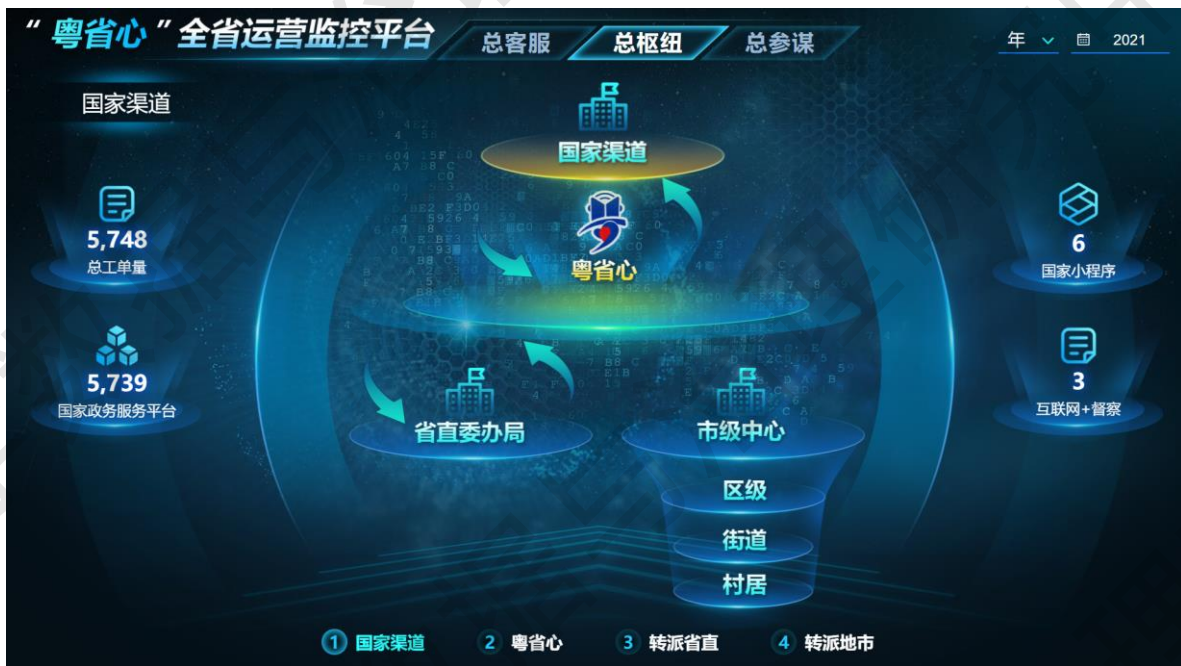 “粤省心”全省运营监控平台
总客服 总枢纽 总参谋
年 2021
国家渠道
国家渠道
5,748
总工单量
粤省心
6
国家小程序
5,739
国家政务服务平台
3
互联网+督察
省直委办局
市级中心
区级
街道
村居
1 国家渠道 2 粤省心 3 转派省直 4 转派地市